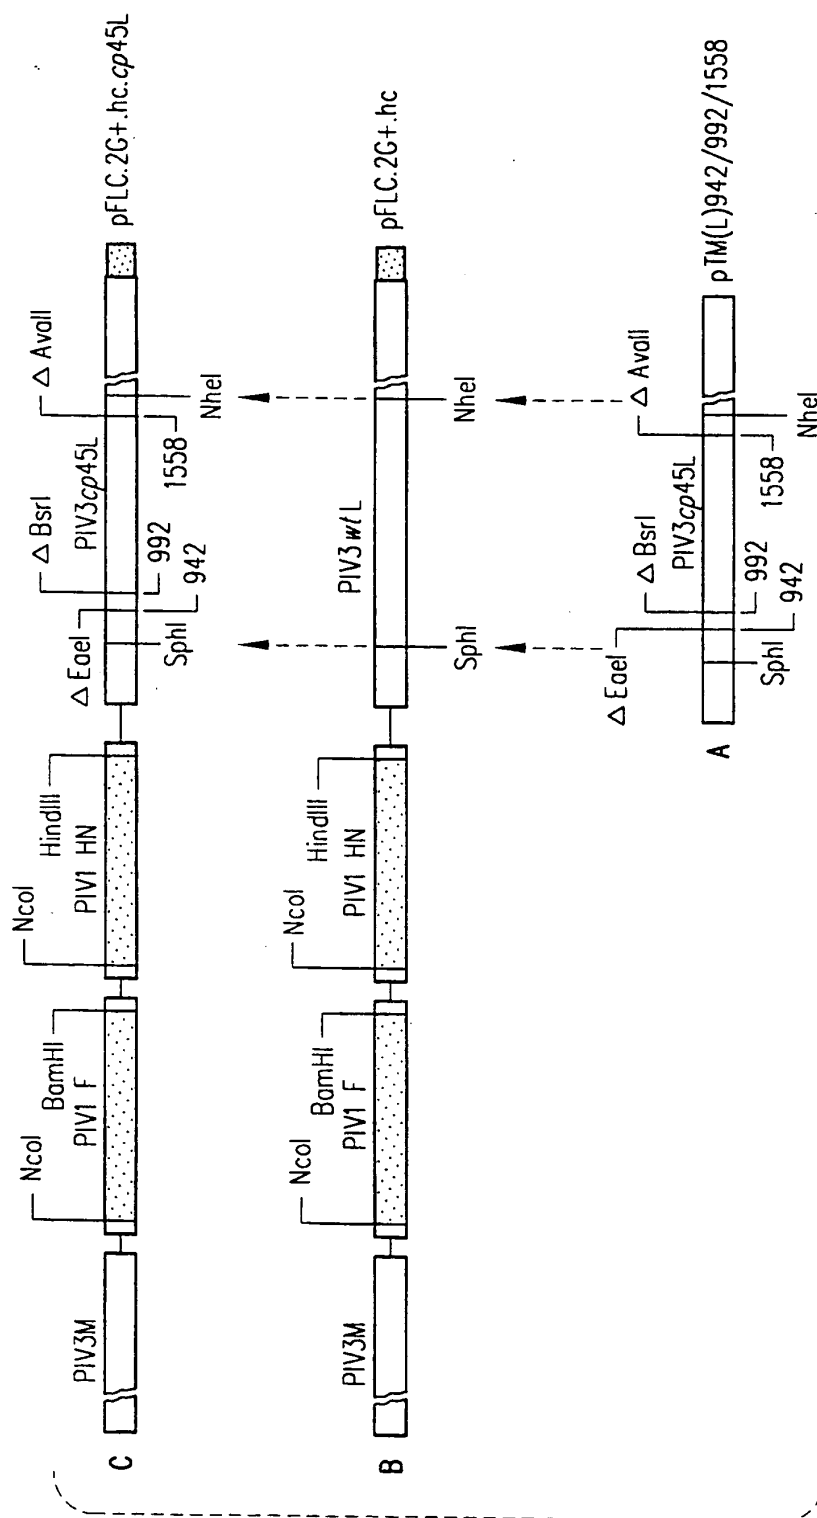 C
PIV3M
NcoI
BamHI
PIV1 F
NcoI
HindIII
PIV1 HN
Δ EaeI
SphI
942
992
Δ BsrI
PIV3cp45L
1558
Δ AvaII
NheI
pFLC.2G+.hc.cp45L
B
PIV3M
NcoI
BamHI
PIV1 F
NcoI
HindIII
PIV1 HN
SphI
PIV3wt L
NheI
pFLC.2G+.hc
A
Δ EaeI
SphI
942
992
Δ BsrI
PIV3cp45L
1558
Δ AvaII
NheI
pTM(L)942/992/1558